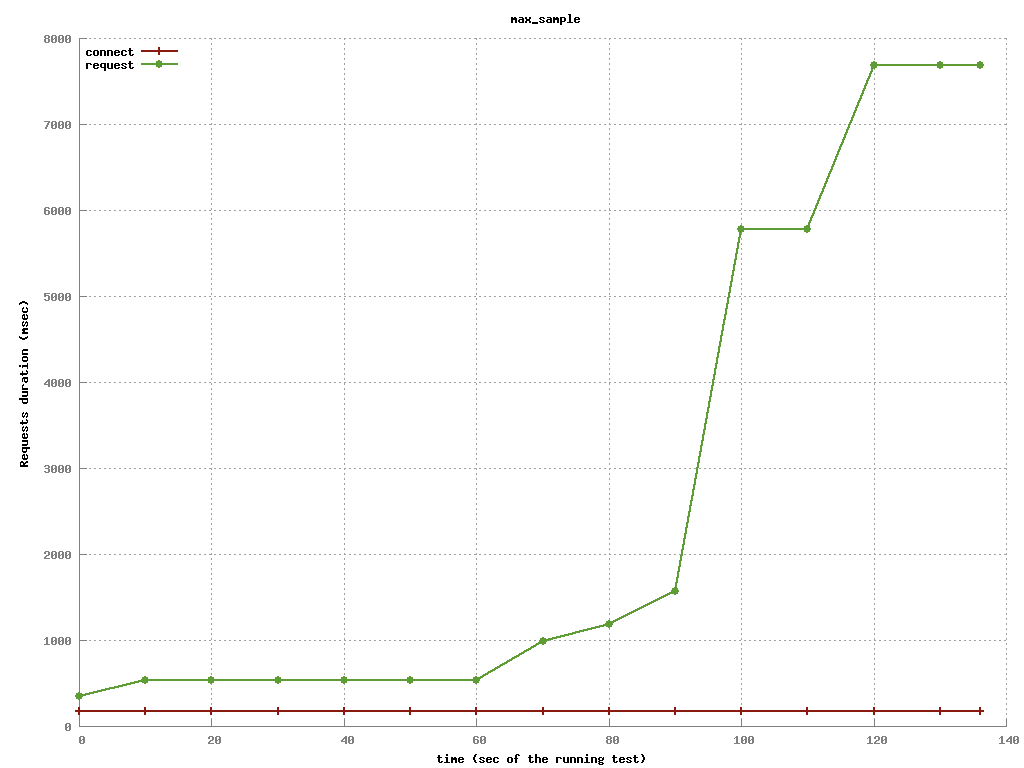 max_sample
connect
request
8000
7000
6000
5000
4000
3000
2000
1000
0
Requests duration (msec)
0 20 40 60 80 100 120 140
time (sec of the running test)